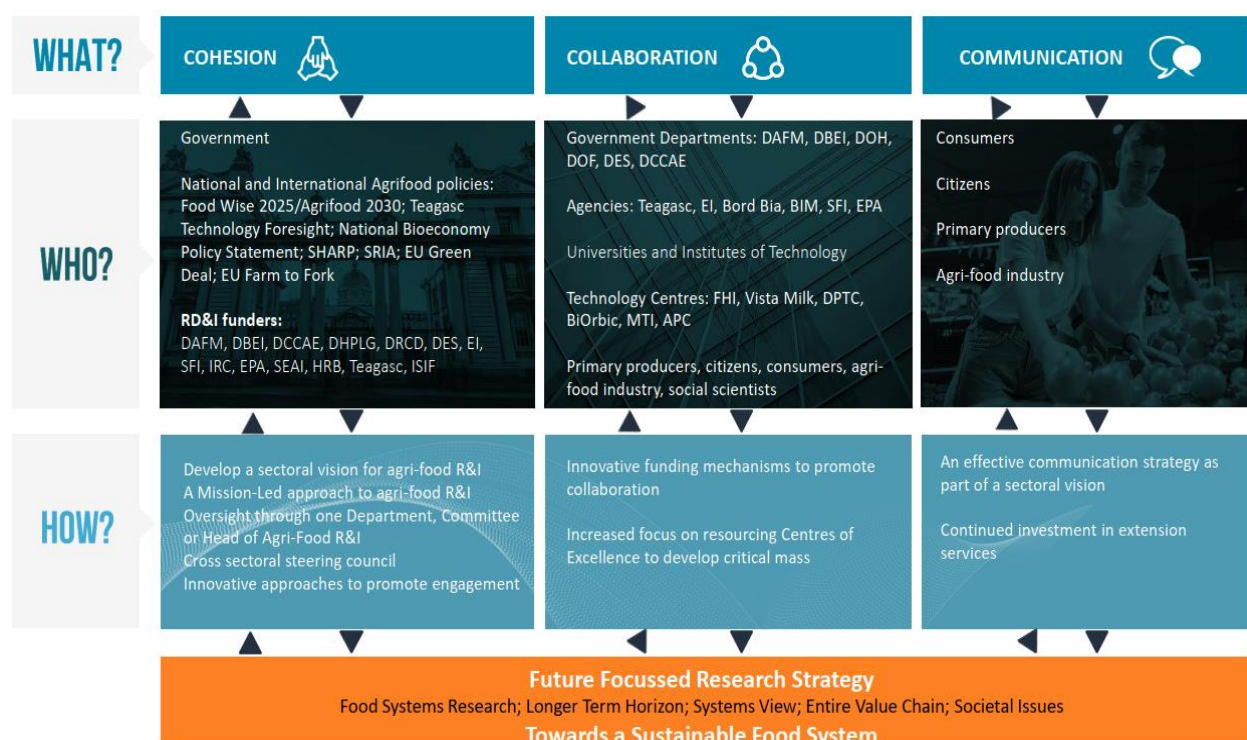 WHAT?
COHESION
COLLABORATION
COMMUNICATION
WHO?
Government
National and International Agrifood policies:
Food Wise 2025/Agrifood 2030; Teagasc
Technology Foresight; National Bioeconomy
Policy Statement; SHARP; SRIA; EU Green
Deal; EU Farm to Fork
RD&I funders:
DAFM, DBEI, DCCAE, DHPLG, DRCD, DES, EI,
SFI, IRC, EPA, SEAI, HRB, Teagasc, ISIF
Government Departments: DAFM, DBEI, DOH,
DOF, DES, DCCAE
Agencies: Teagasc, EI, Bord Bia, BIM, SFI, EPA
Universities and Institutes of Technology
Technology Centres: FHI, Vista Milk, DPTC,
BiOrbic, MTI, APC
Primary producers, citizens, consumers, agri-
food industry, social scientists
Consumers
Citizens
Primary producers
Agri-food industry
HOW?
Develop a sectoral vision for agri-food R&I
A Mission-Led approach to agri-food R&I
Oversight through one Department, Committee
or Head of Agri-Food R&I
Cross sectoral steering council
Innovative approaches to promote engagement
Innovative funding mechanisms to promote
collaboration
Increased focus on resourcing Centres of
Excellence to develop critical mass
An effective communication strategy as
part of a sectoral vision
Continued investment in extension
services
Future Focussed Research Strategy
Food Systems Research; Longer Term Horizon; Systems View; Entire Value Chain; Societal Issues
Towards a Sustainable Food System